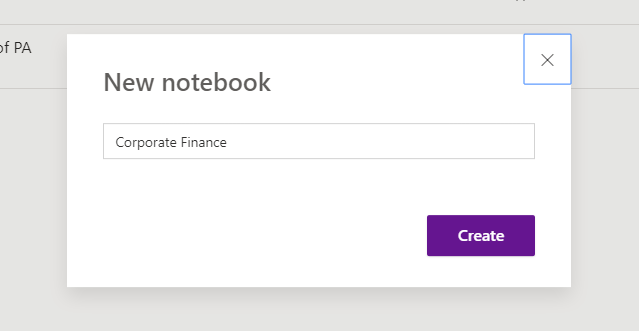 of PA
New notebook
Corporate Finance
Create